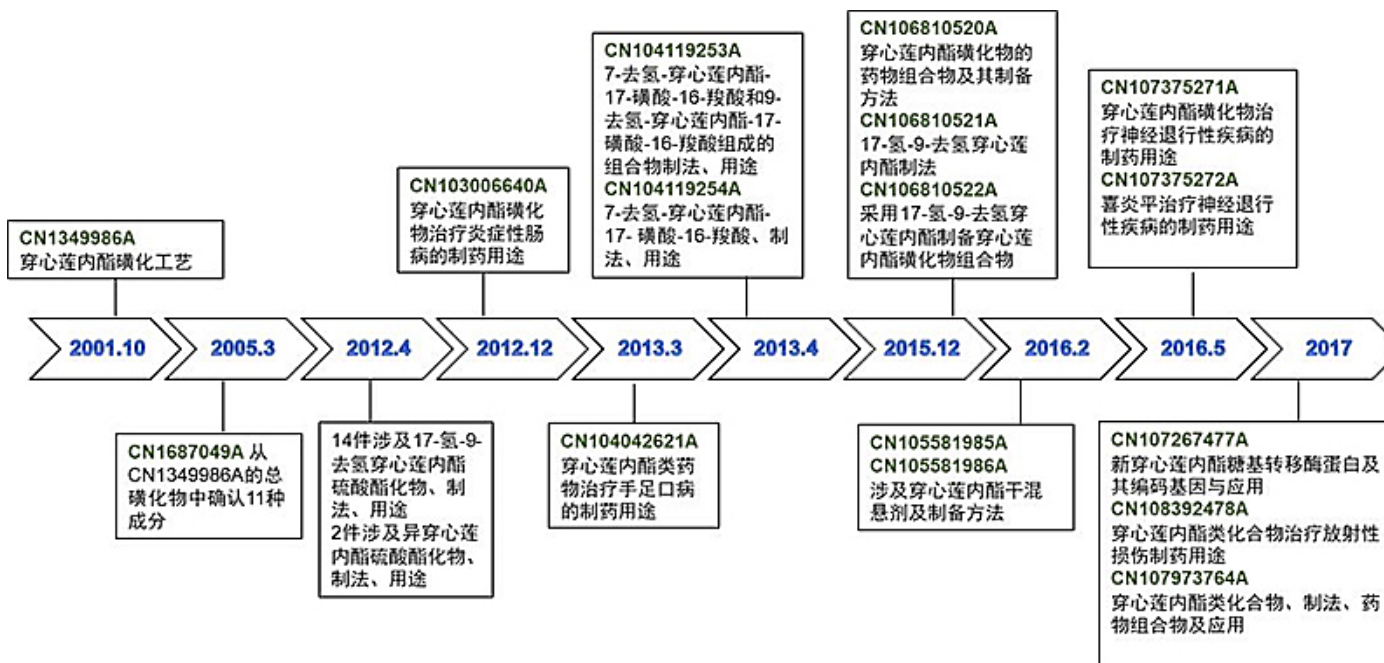 CN1349986A
穿心莲内酯磺化工艺
CN103006640A
穿心莲内酯磺化
物治疗炎症性肠
病的制药用途
CN104119253A
7-去氢-穿心莲内酯-
17-磺酸-16-羧酸和9-
去氢-穿心莲内酯-17-
磺酸-16-羧酸组成的
组合物制法、用途
CN104119254A
7-去氢-穿心莲内酯-
17- 磺酸-16-羧酸、制
法、用途
CN106810520A
穿心莲内酯磺化物的
药物组合物及其制备
方法
CN106810521A
17-氢-9-去氢穿心莲
内酯制法
CN106810522A
采用17-氢-9-去氢穿
心莲内酯制备穿心莲
内酯磺化物组合物
CN107375271A
穿心莲内酯磺化物治
疗神经退行性疾病的
制药用途
CN107375272A
喜炎平治疗神经退行
性疾病的制药用途
2001.10
2005.3
2012.4
2012.12
2013.3
2013.4
2015.12
2016.2
2016.5
2017
CN1687049A 从
CN1349986A的总
磺化物中确认11种
成分
14件涉及17-氢-9-
去氢穿心莲内酯
硫酸酯化物、制
法、用途
2件涉及异穿心莲
内酯硫酸酯化物、
制法、用途
CN104042621A
穿心莲内酯类药
物治疗手足口病
的制药用途
CN105581985A
CN105581986A
涉及穿心莲内酯干混
悬剂及制备方法
CN107267477A
新穿心莲内酯糖基转移酶蛋白及
其编码基因与应用
CN108392478A
穿心莲内酯类化合物治疗放射性
损伤制药用途
CN107973764A
穿心莲内酯类化合物、制法、药
物组合物及应用